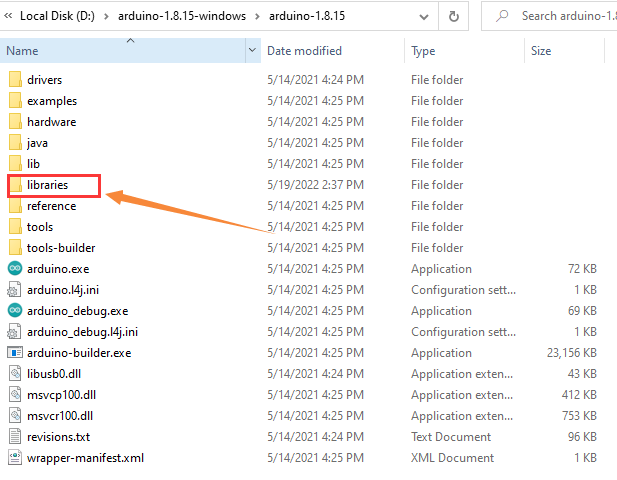 « Local Disk (D:) › arduino-1.8.15-windows › arduino-1.8.15 Search arduino-1.8
Name Date modified Type Size
drivers 5/14/2021 4:24 PM File folder
examples 5/14/2021 4:25 PM File folder
hardware 5/14/2021 4:25 PM File folder
java 5/14/2021 4:25 PM File folder
lib 5/14/2021 4:25 PM File folder
libraries 5/19/2022 2:37 PM File folder
reference 5/14/2021 4:25 PM File folder
tools 5/14/2021 4:25 PM File folder
tools-builder 5/14/2021 4:25 PM File folder
arduino.exe 5/14/2021 4:25 PM Application 72 KB
arduino.l4j.ini 5/14/2021 4:25 PM Configuration sett... 1 KB
arduino_debug.exe 5/14/2021 4:25 PM Application 69 KB
arduino_debug.l4j.ini 5/14/2021 4:25 PM Configuration sett... 1 KB
arduino-builder.exe 5/14/2021 4:25 PM Application 23,156 KB
libusb0.dll 5/14/2021 4:24 PM Application exten... 43 KB
msvcp100.dll 5/14/2021 4:25 PM Application exten... 412 KB
msvcr100.dll 5/14/2021 4:25 PM Application exten... 753 KB
revisions.txt 5/14/2021 4:24 PM Text Document 96 KB
wrapper-manifest.xml 5/14/2021 4:25 PM XML Document 1 KB